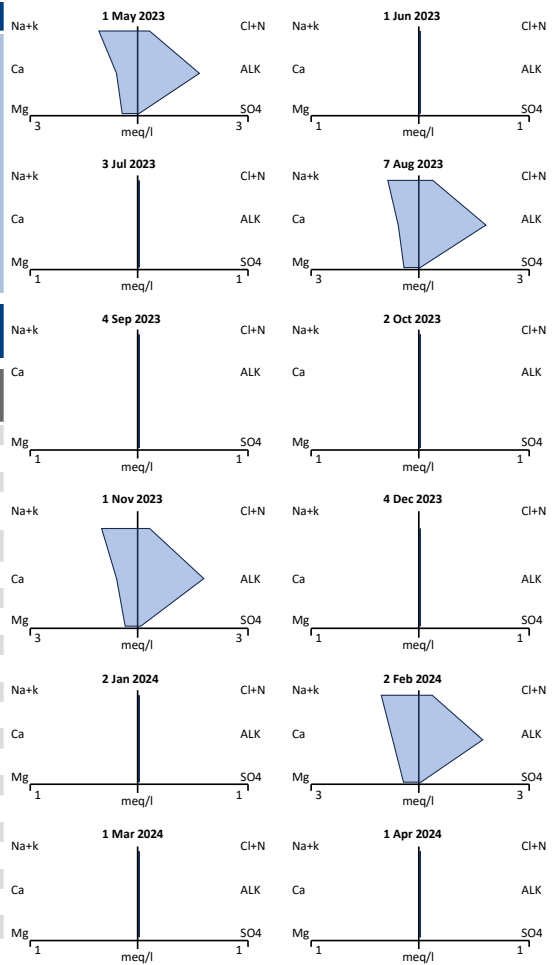 1 May 2023
Na+k Cl+N
Ca ALK
Mg SO4
3 3
meq/l
1 Jun 2023
Na+k Cl+N
Ca ALK
Mg SO4
1 1
meq/l
3 Jul 2023
Na+k Cl+N
Ca ALK
Mg SO4
1 1
meq/l
7 Aug 2023
Na+k Cl+N
Ca ALK
Mg SO4
3 3
meq/l
4 Sep 2023
Na+k Cl+N
Ca ALK
Mg SO4
1 1
meq/l
2 Oct 2023
Na+k Cl+N
Ca ALK
Mg SO4
1 1
meq/l
1 Nov 2023
Na+k Cl+N
Ca ALK
Mg SO4
3 3
meq/l
4 Dec 2023
Na+k Cl+N
Ca ALK
Mg SO4
1 1
meq/l
2 Jan 2024
Na+k Cl+N
Ca ALK
Mg SO4
1 1
meq/l
2 Feb 2024
Na+k Cl+N
Ca ALK
Mg SO4
3 3
meq/l
1 Mar 2024
Na+k Cl+N
Ca ALK
Mg SO4
1 1
meq/l
1 Apr 2024
Na+k Cl+N
Ca ALK
Mg SO4
1 1
meq/l